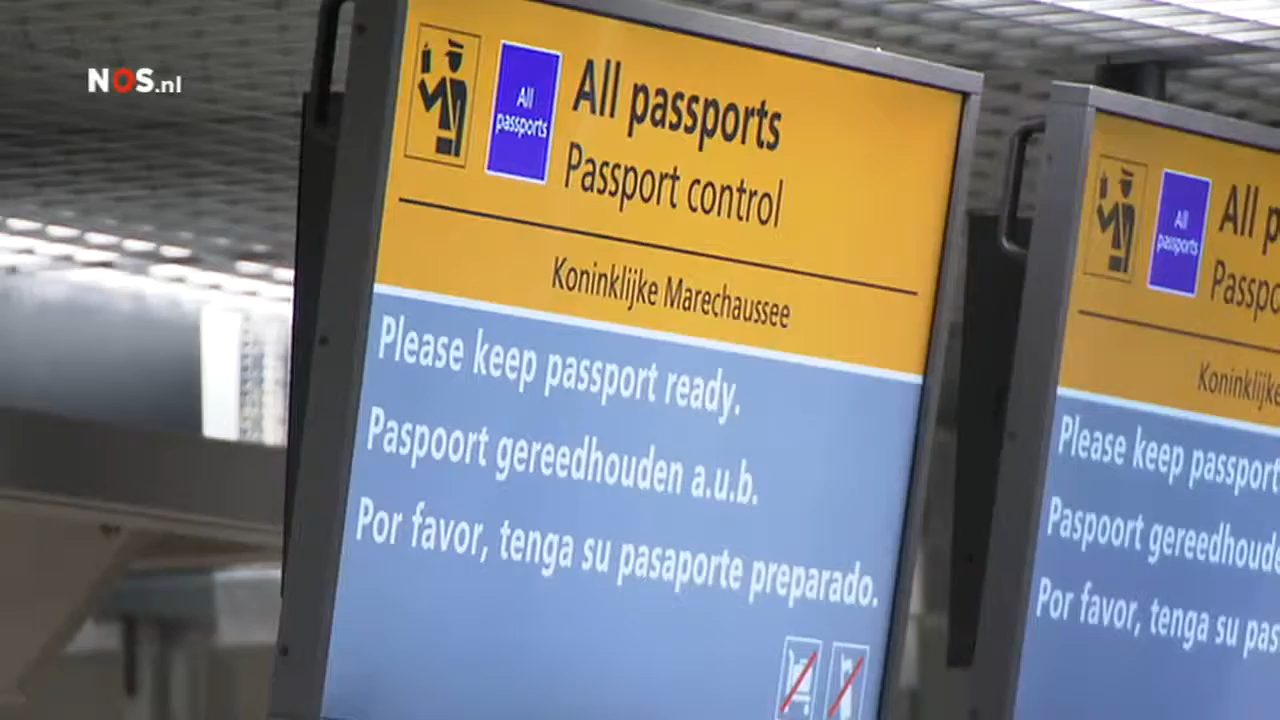 NOS.nl
All passports
Passport control
All
passports
Koninklijke Marechaussee
Please keep passport ready.
Paspoort gereedhouden a.u.b.
Por favor, tenga su pasaporte preparado.
All
passports
All p
Passpo
Koninklijke
Please keep passport
Paspoort gereedhoude
Por favor, tenga su pas